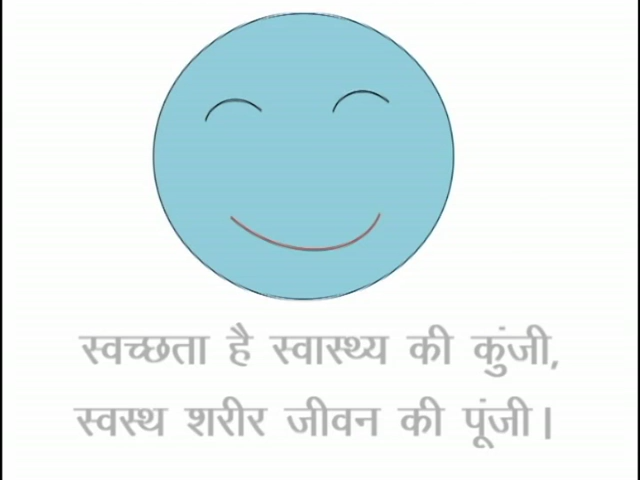 स्वच्छता है स्वास्थ्य की कुंजी,
स्वस्थ शरीर जीवन की पूंजी।